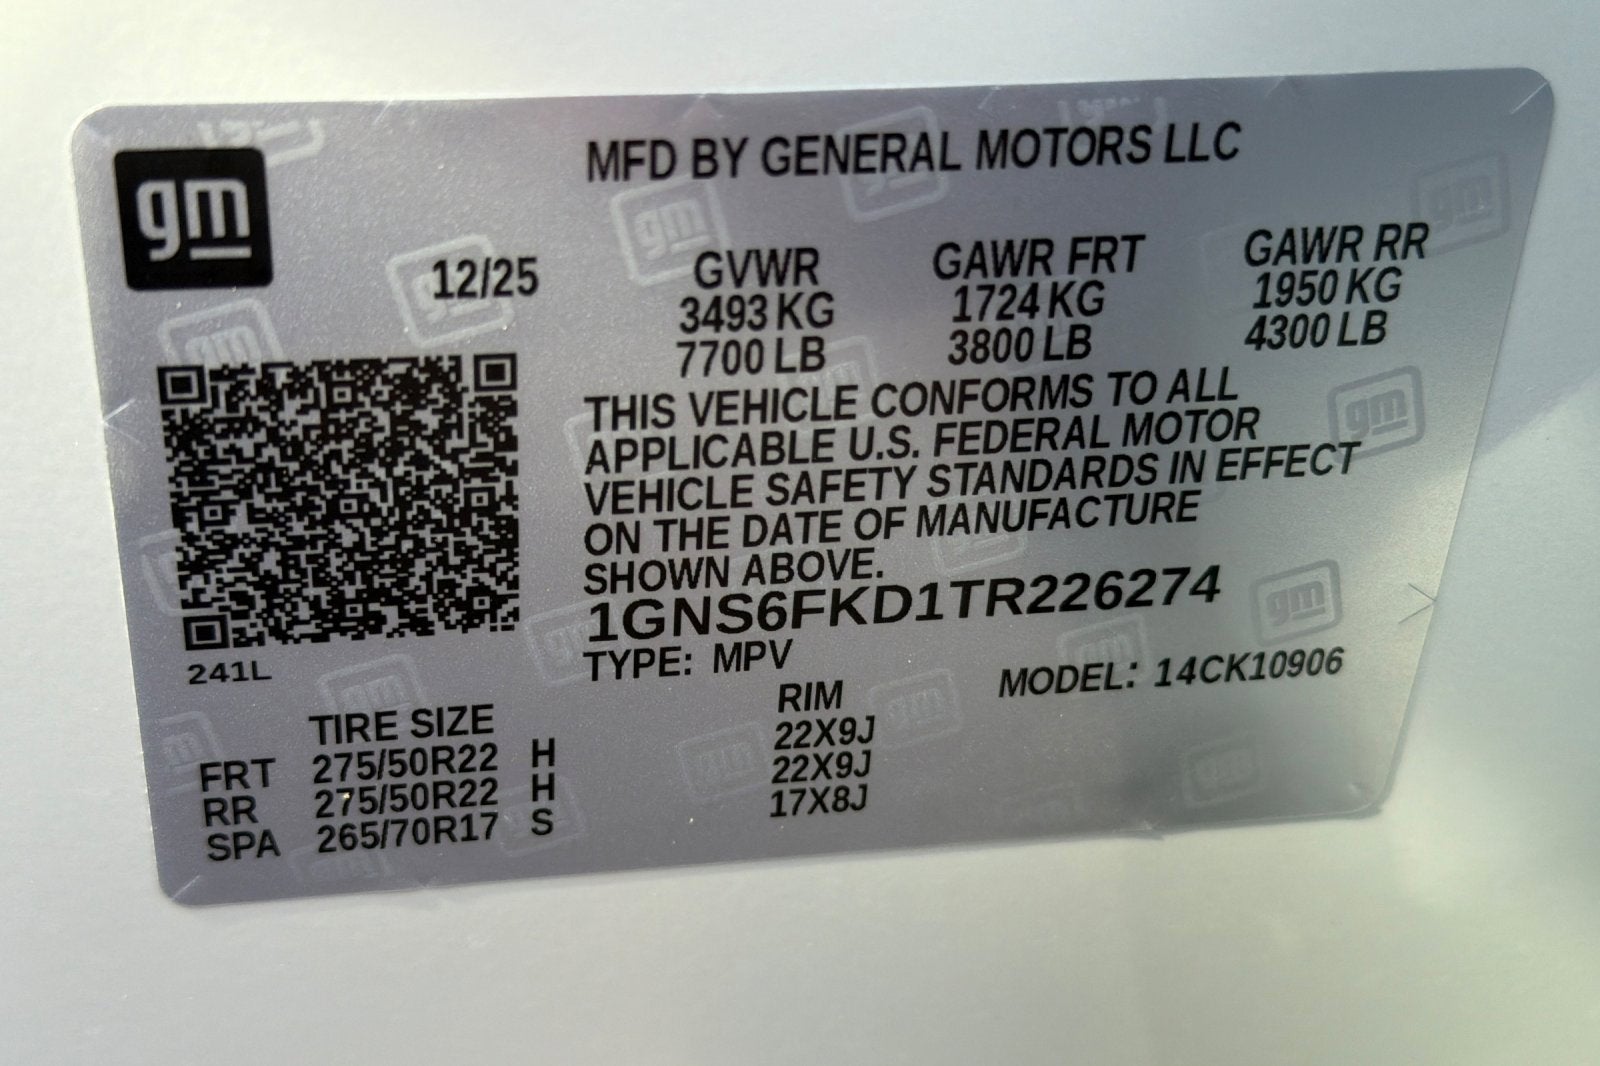 gm
MFD BY GENERAL MOTORS LLC
12/25
GVWR GAWR FRT GAWR RR
3493 KG 1724 KG 1950 KG
7700 LB 3800 LB 4300 LB
THIS VEHICLE CONFORMS TO ALL
APPLICABLE U.S. FEDERAL MOTOR
VEHICLE SAFETY STANDARDS IN EFFECT
ON THE DATE OF MANUFACTURE
SHOWN ABOVE.
1GNS6FKD1TR226274
241L
TYPE: MPV MODEL: 14CK10906
TIRE SIZE RIM
FRT 275/50R22 H 22X9J
RR 275/50R22 H 22X9J
SPA 265/70R17 S 17X8J